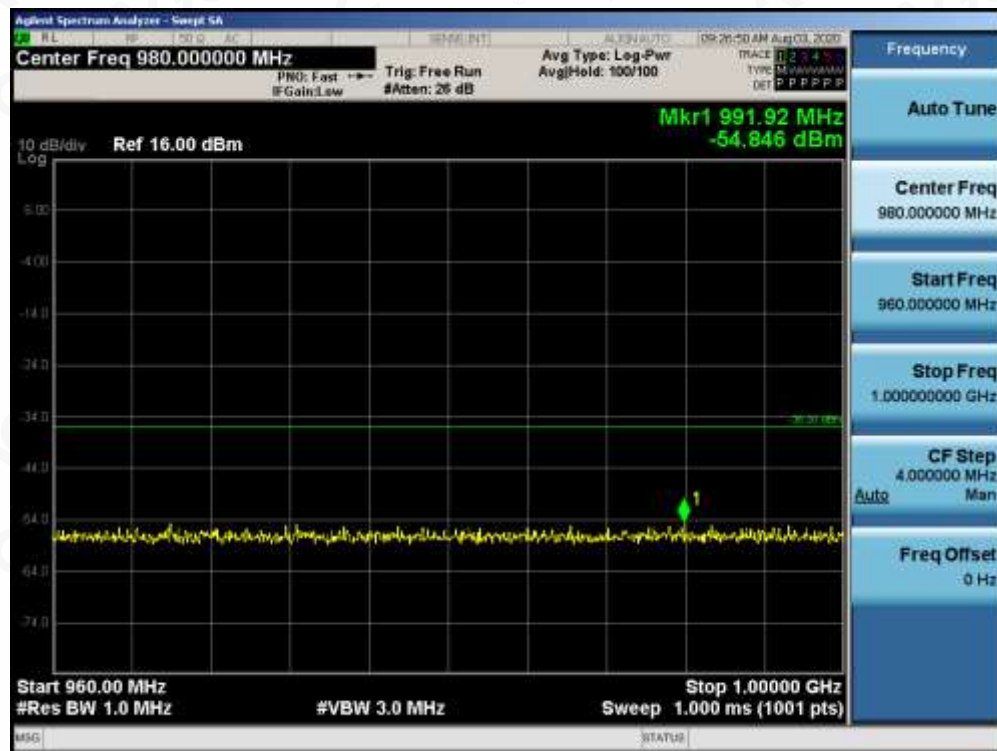 Agilent Spectrum Analyzer - Swept SA
RL RF 50 Ω AC SENSE:INT ALIGN AUTO 09:26:50 AM Aug 03, 2020
Center Freq 980.000000 MHz
PNO: Fast
IFGain:Low
Trig: Free Run
#Atten: 26 dB
Avg Type: Log-Pwr
Avg|Hold: 100/100
TRACE 1 2 3 4 5 6
TYPE
DET P P P P P P
Mkr1 991.92 MHz
-54.846 dBm
10 dB/div Ref 16.00 dBm
Log
6.00
-4.00
-14.0
-24.0
-34.0
-44.0
-54.0
-64.0
-74.0
1
Start 960.00 MHz
Stop 1.00000 GHz
#Res BW 1.0 MHz
#VBW 3.0 MHz
Sweep 1.000 ms (1001 pts)
MSG
STATUS
Frequency
Auto Tune
Center Freq
980.000000 MHz
Start Freq
960.000000 MHz
Stop Freq
1.000000000 GHz
CF Step
4.000000 MHz
Auto Man
Freq Offset
0 Hz